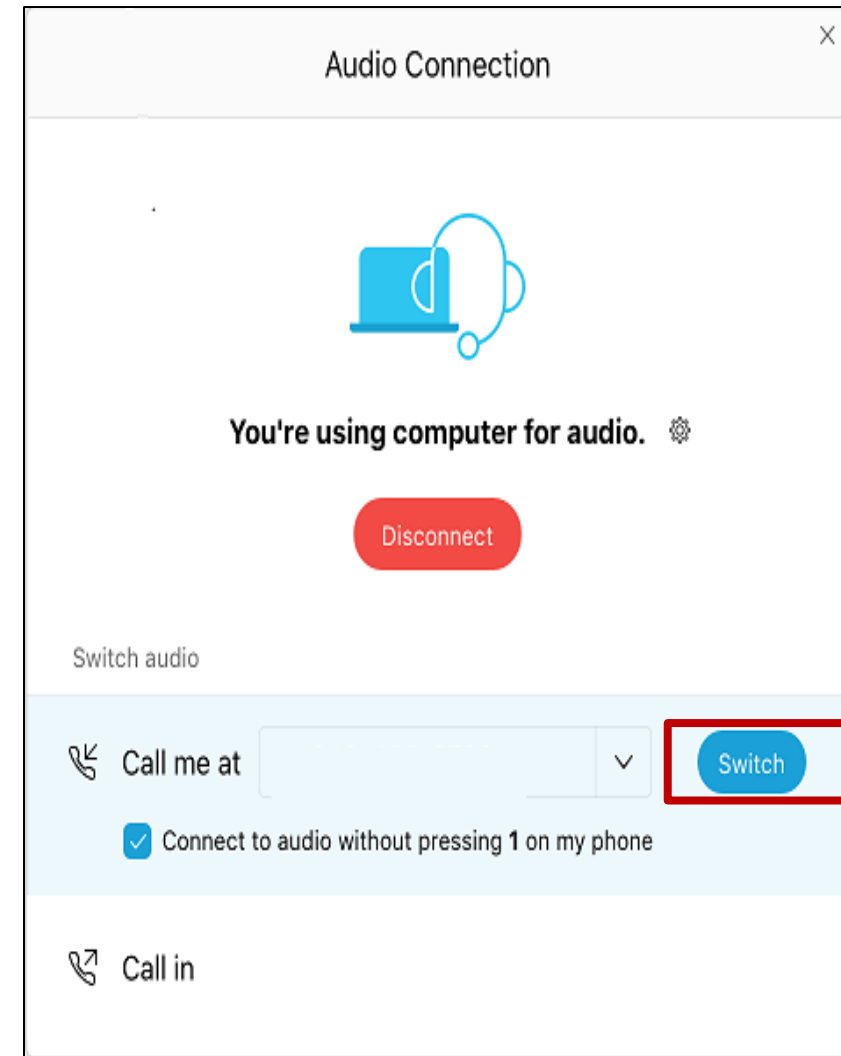 Audio Connection
You're using computer for audio.
Disconnect
Switch audio
Call me at
Switch
Connect to audio without pressing 1 on my phone
Call in